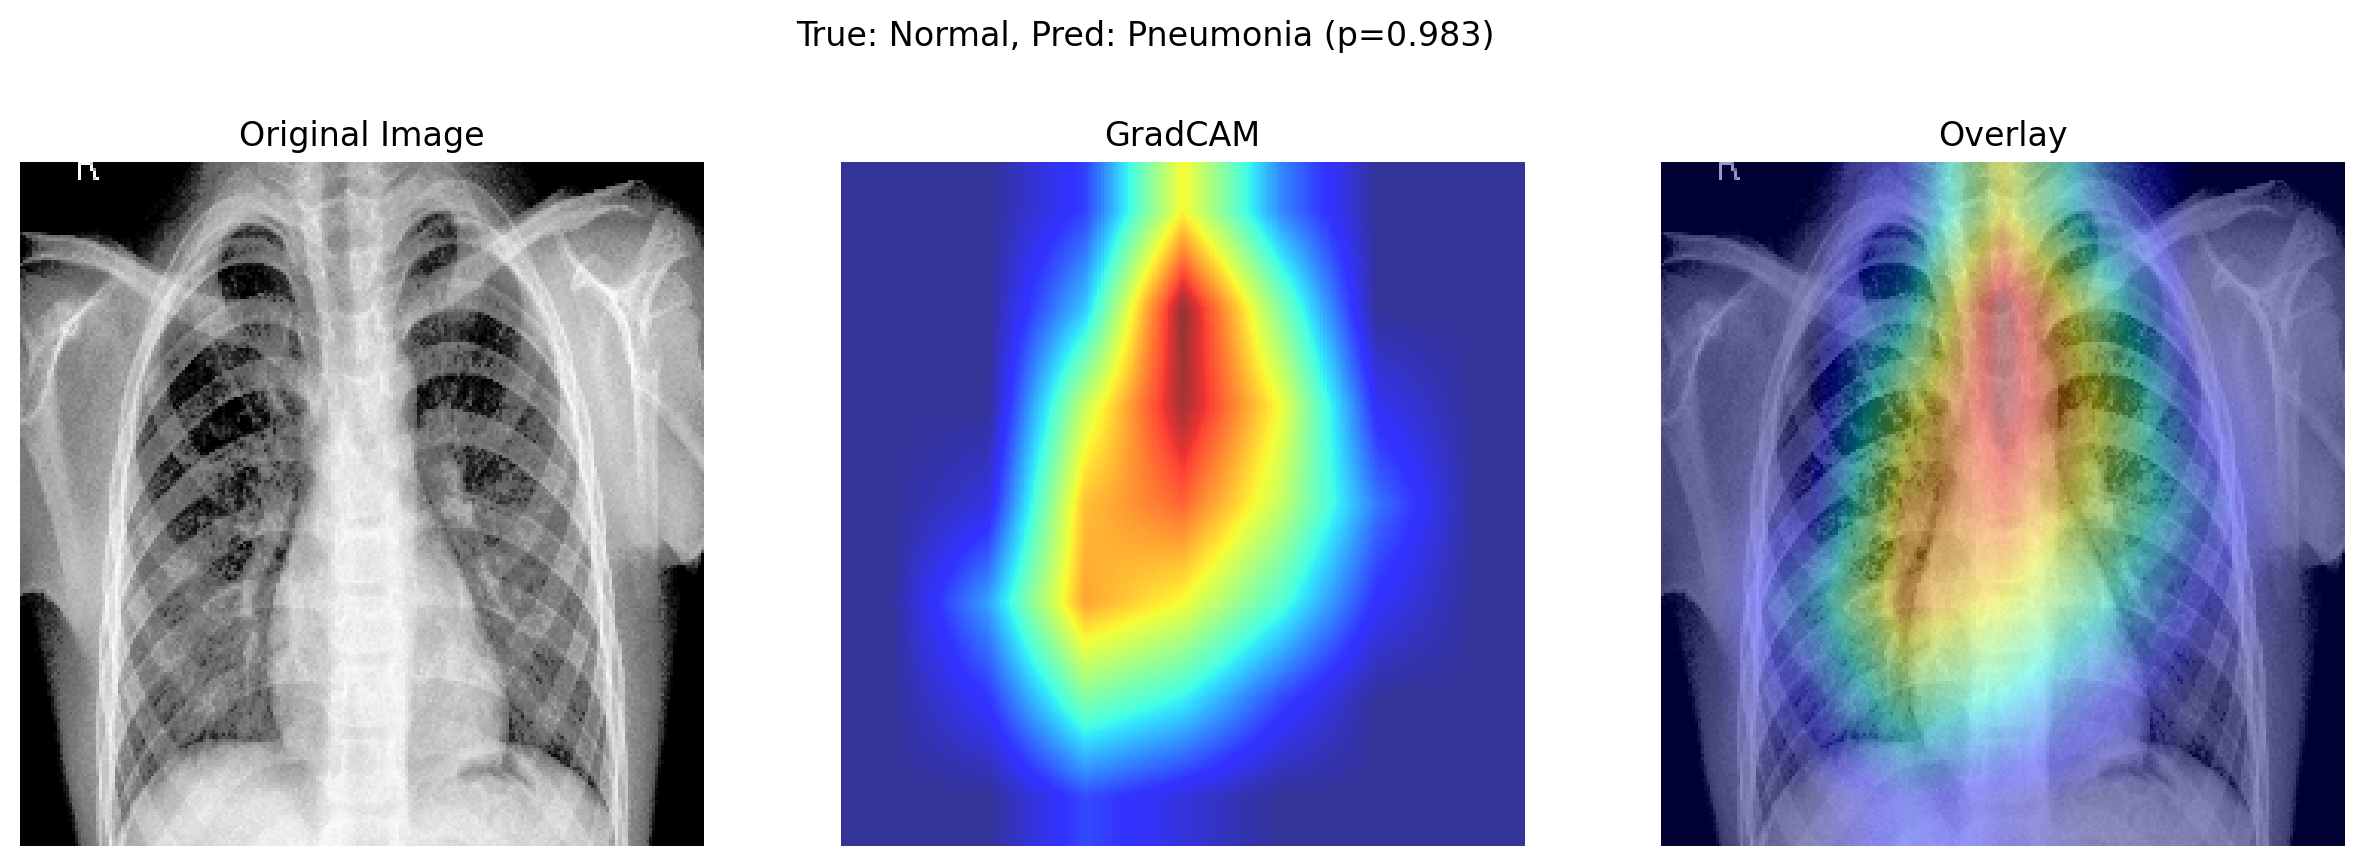 True: Normal, Pred: Pneumonia (p=0.983)
Original Image
GradCAM
Overlay
R
R